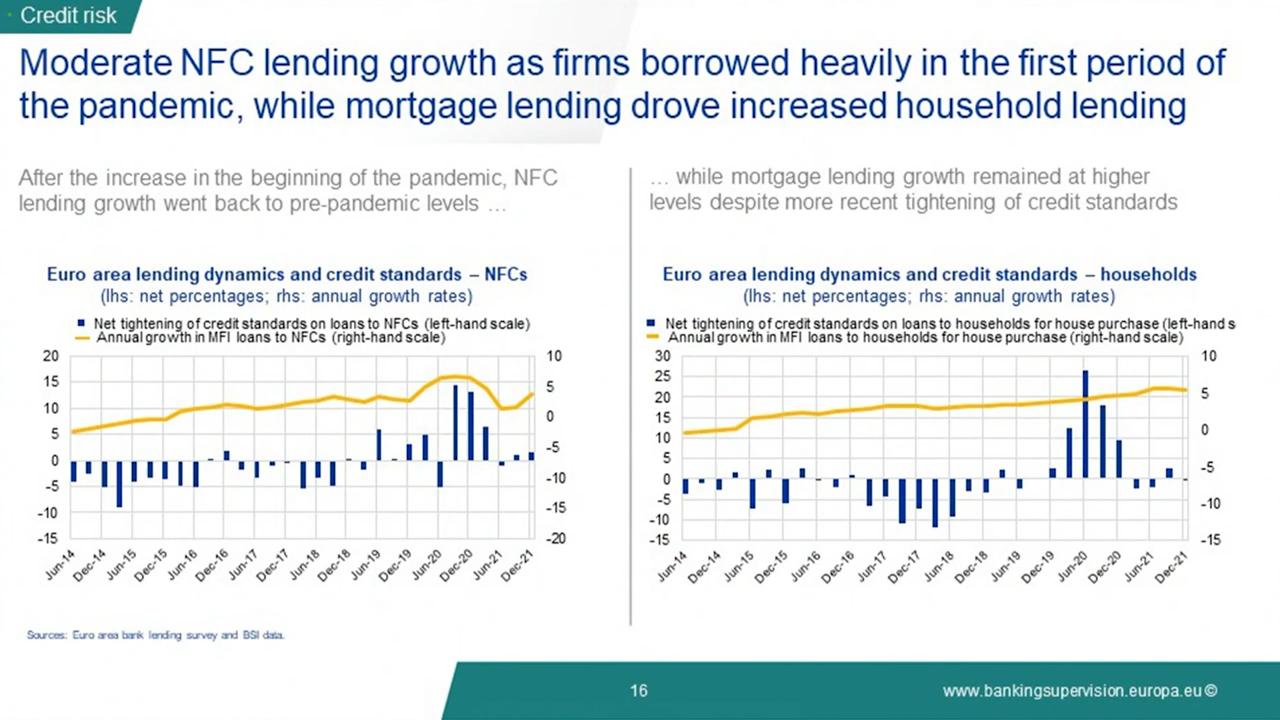 Credit risk
Moderate NFC lending growth as firms borrowed heavily in the first period of
the pandemic, while mortgage lending drove increased household lending
After the increase in the beginning of the pandemic, NFC
lending growth went back to pre-pandemic levels …
… while mortgage lending growth remained at higher
levels despite more recent tightening of credit standards
Euro area lending dynamics and credit standards – NFCs
(lhs: net percentages; rhs: annual growth rates)
Net tightening of credit standards on loans to NFCs (left-hand scale)
Annual growth in MFI loans to NFCs (right-hand scale)
20
15
10
5
0
-5
-10
-15
10
5
0
-5
-10
-15
-20
Jun-14
Dec-14
Jun-15
Dec-15
Jun-16
Dec-16
Jun-17
Dec-17
Jun-18
Dec-18
Jun-19
Dec-19
Jun-20
Dec-20
Jun-21
Dec-21
Euro area lending dynamics and credit standards – households
(lhs: net percentages; rhs: annual growth rates)
Net tightening of credit standards on loans to households for house purchase (left-hand s
Annual growth in MFI loans to households for house purchase (right-hand scale)
30
25
20
15
10
5
0
-5
-10
-15
10
5
0
-5
-10
-15
Jun-14
Dec-14
Jun-15
Dec-15
Jun-16
Dec-16
Jun-17
Dec-17
Jun-18
Dec-18
Jun-19
Dec-19
Jun-20
Dec-20
Jun-21
Dec-21
Sources: Euro area bank lending survey and BSI data.
16
www.bankingsupervision.europa.eu ©